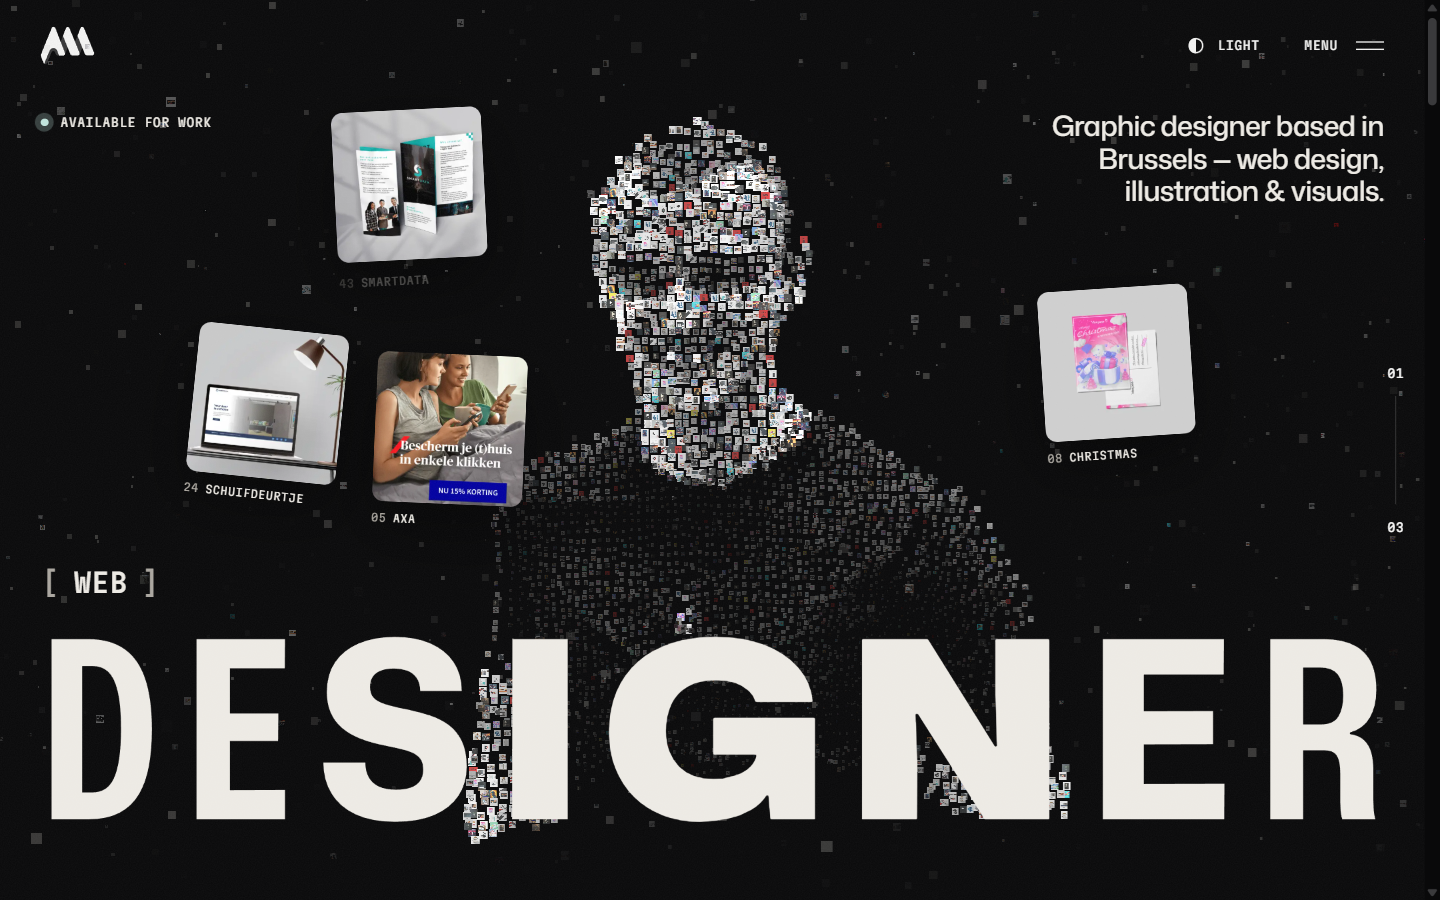 LIGHT
MENU
AVAILABLE FOR WORK
Graphic designer based in
Brussels – web design,
illustration & visuals.
43 SMARTDATA
Christmas
Bescherm je (t)huis
in enkele klikken
NU 15% KORTING
01
08 CHRISTMAS
24 SCHUIFDEURTJE
05 AXA
03
[ WEB ]
DESIGNER